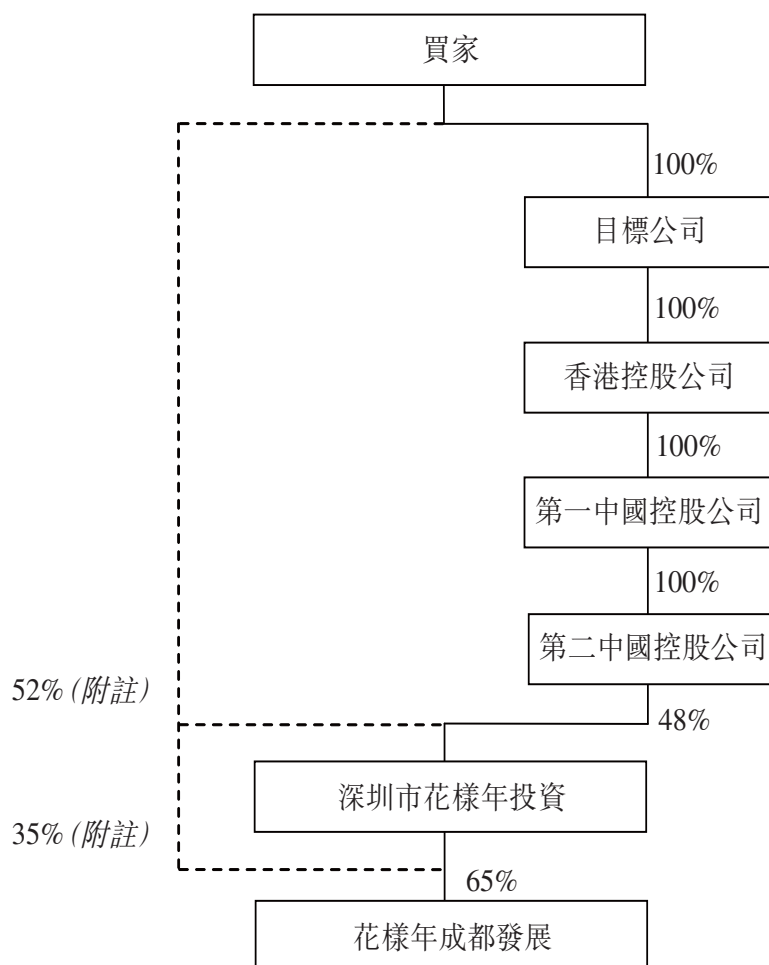 買家
100%
目標公司
100%
香港控股公司
100%
第一中國控股公司
100%
第二中國控股公司
52% (附註)
48%
深圳市花樣年投資
35% (附註)
65%
花樣年成都發展